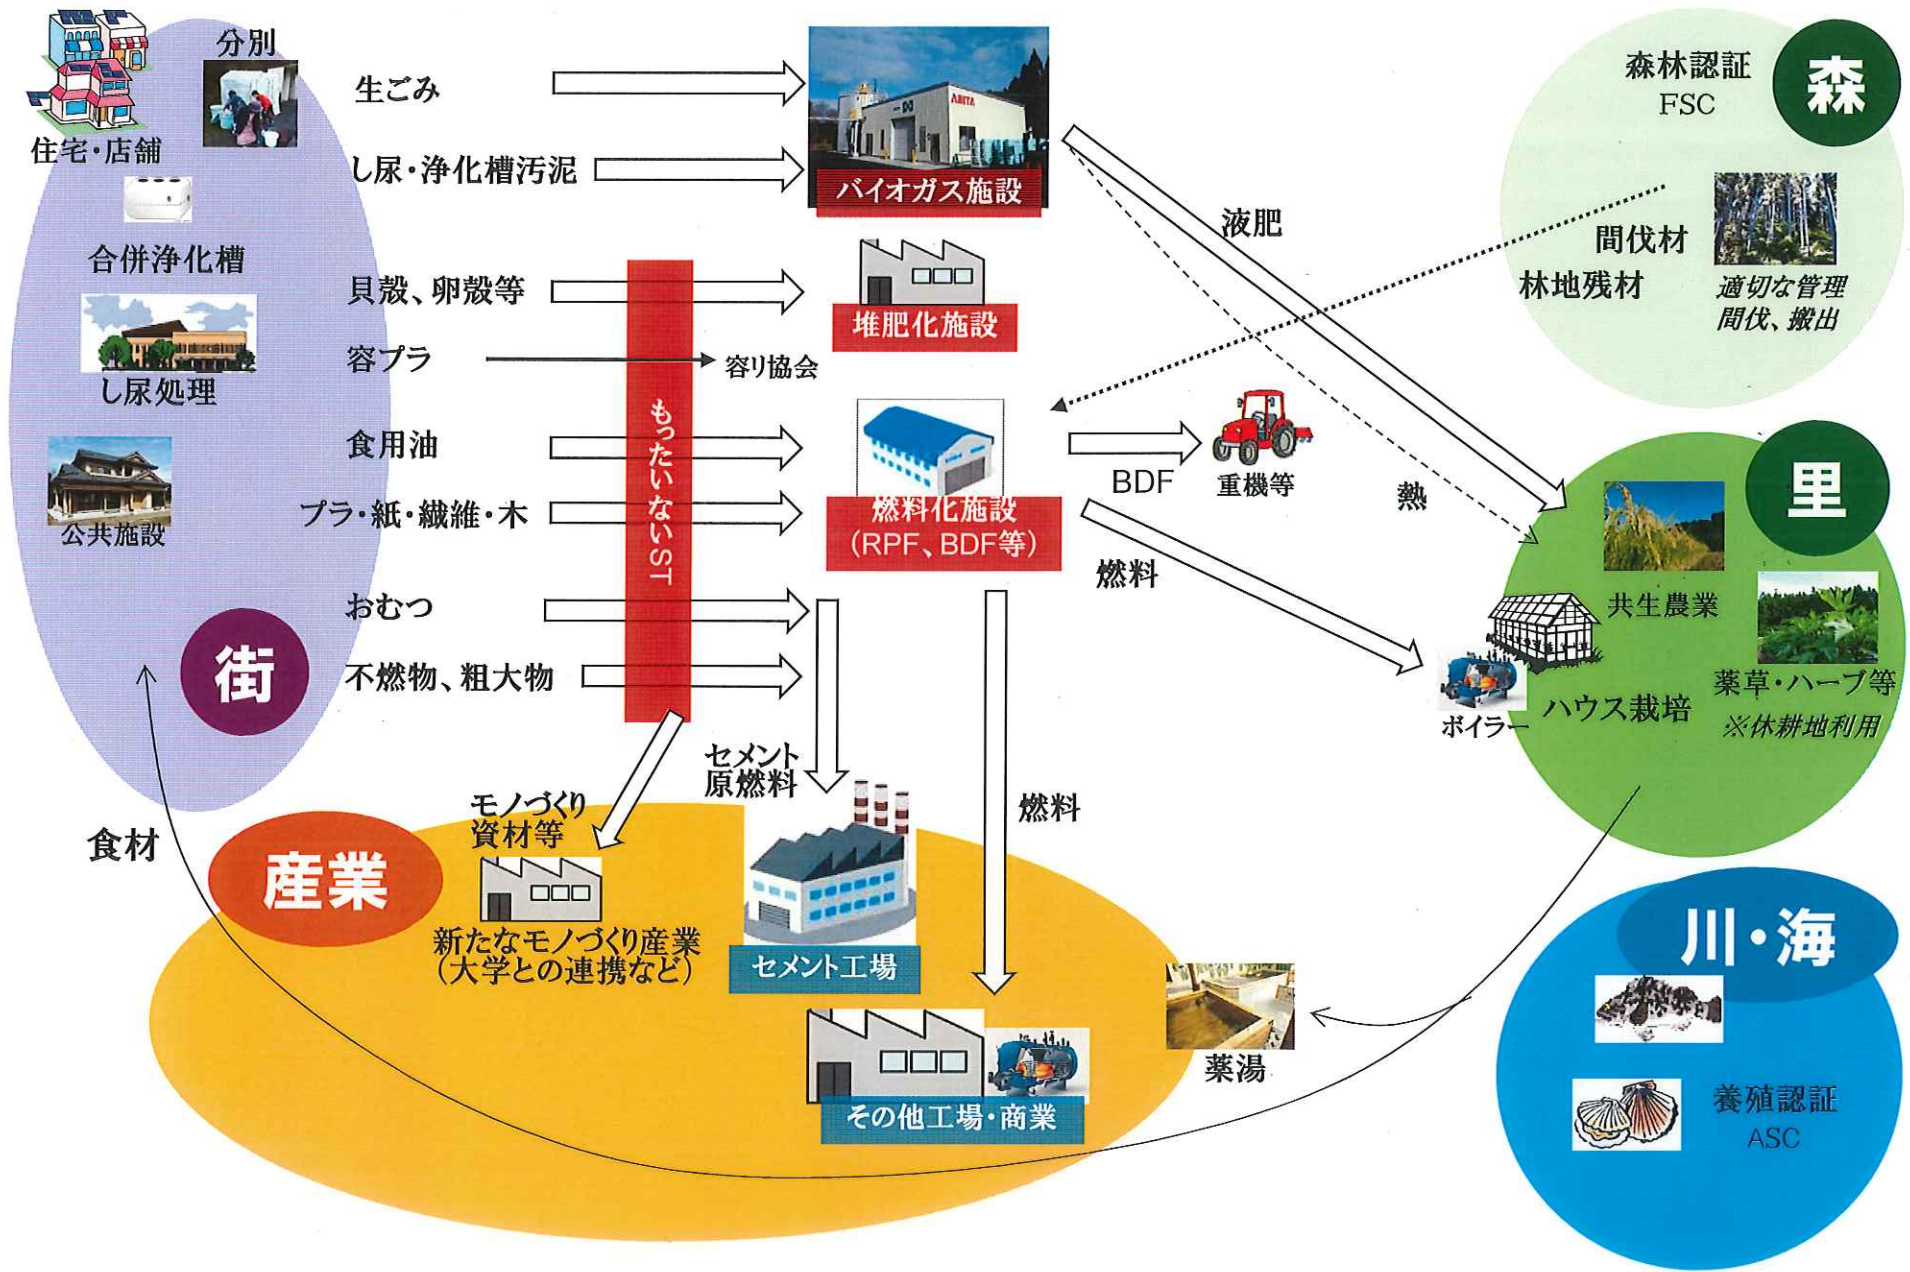 分別
住宅・店舗
合併浄化槽
し尿処理
公共施設
街
生ごみ
し尿・浄化槽汚泥
貝殻、卵殻等
容プラ
食用油
プラ・紙・繊維・木
おむつ
不燃物、粗大物
もったいないST
ABITA
バイオガス施設
堆肥化施設
容リ協会
燃料化施設
(RPF、BDF等)
BDF
重機等
液肥
熱
燃料
森
森林認証
FSC
間伐材
林地残材
適切な管理
間伐、搬出
里
共生農業
薬草・ハーブ等
※休耕地利用
ハウス栽培
ボイラー
川・海
養殖認証
ASC
食材
産業
モノづくり
資材等
新たなモノづくり産業
(大学との連携など)
セメント
原燃料
セメント工場
燃料
その他工場・商業
薬湯